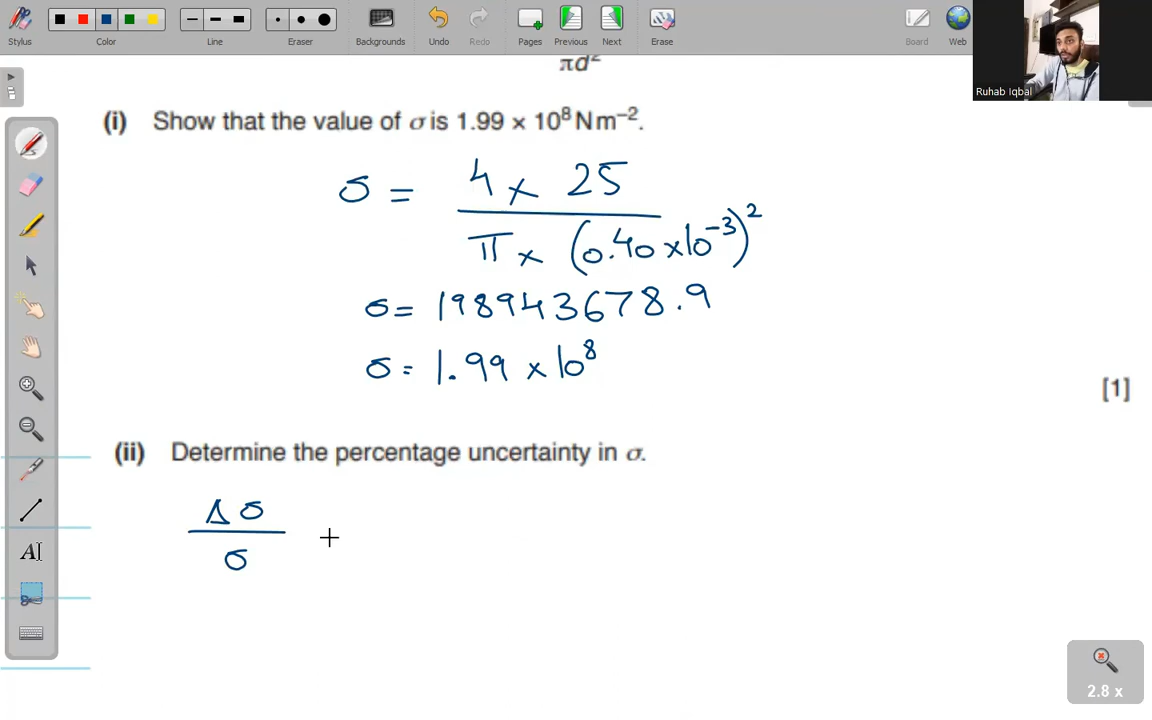 Stylus Color Line Eraser Backgrounds Undo Redo Pages Previous Next Erase Board Web
Ruhab Iqbal
πd²
(i) Show that the value of σ is 1.99 × 10⁸ N m⁻².
σ = 4 × 25
π × (0.40 × 10⁻³)²
σ = 198943678.9
σ = 1.99 × 10⁸
[1]
(ii) Determine the percentage uncertainty in σ.
Δσ
σ
AI
2.8 x